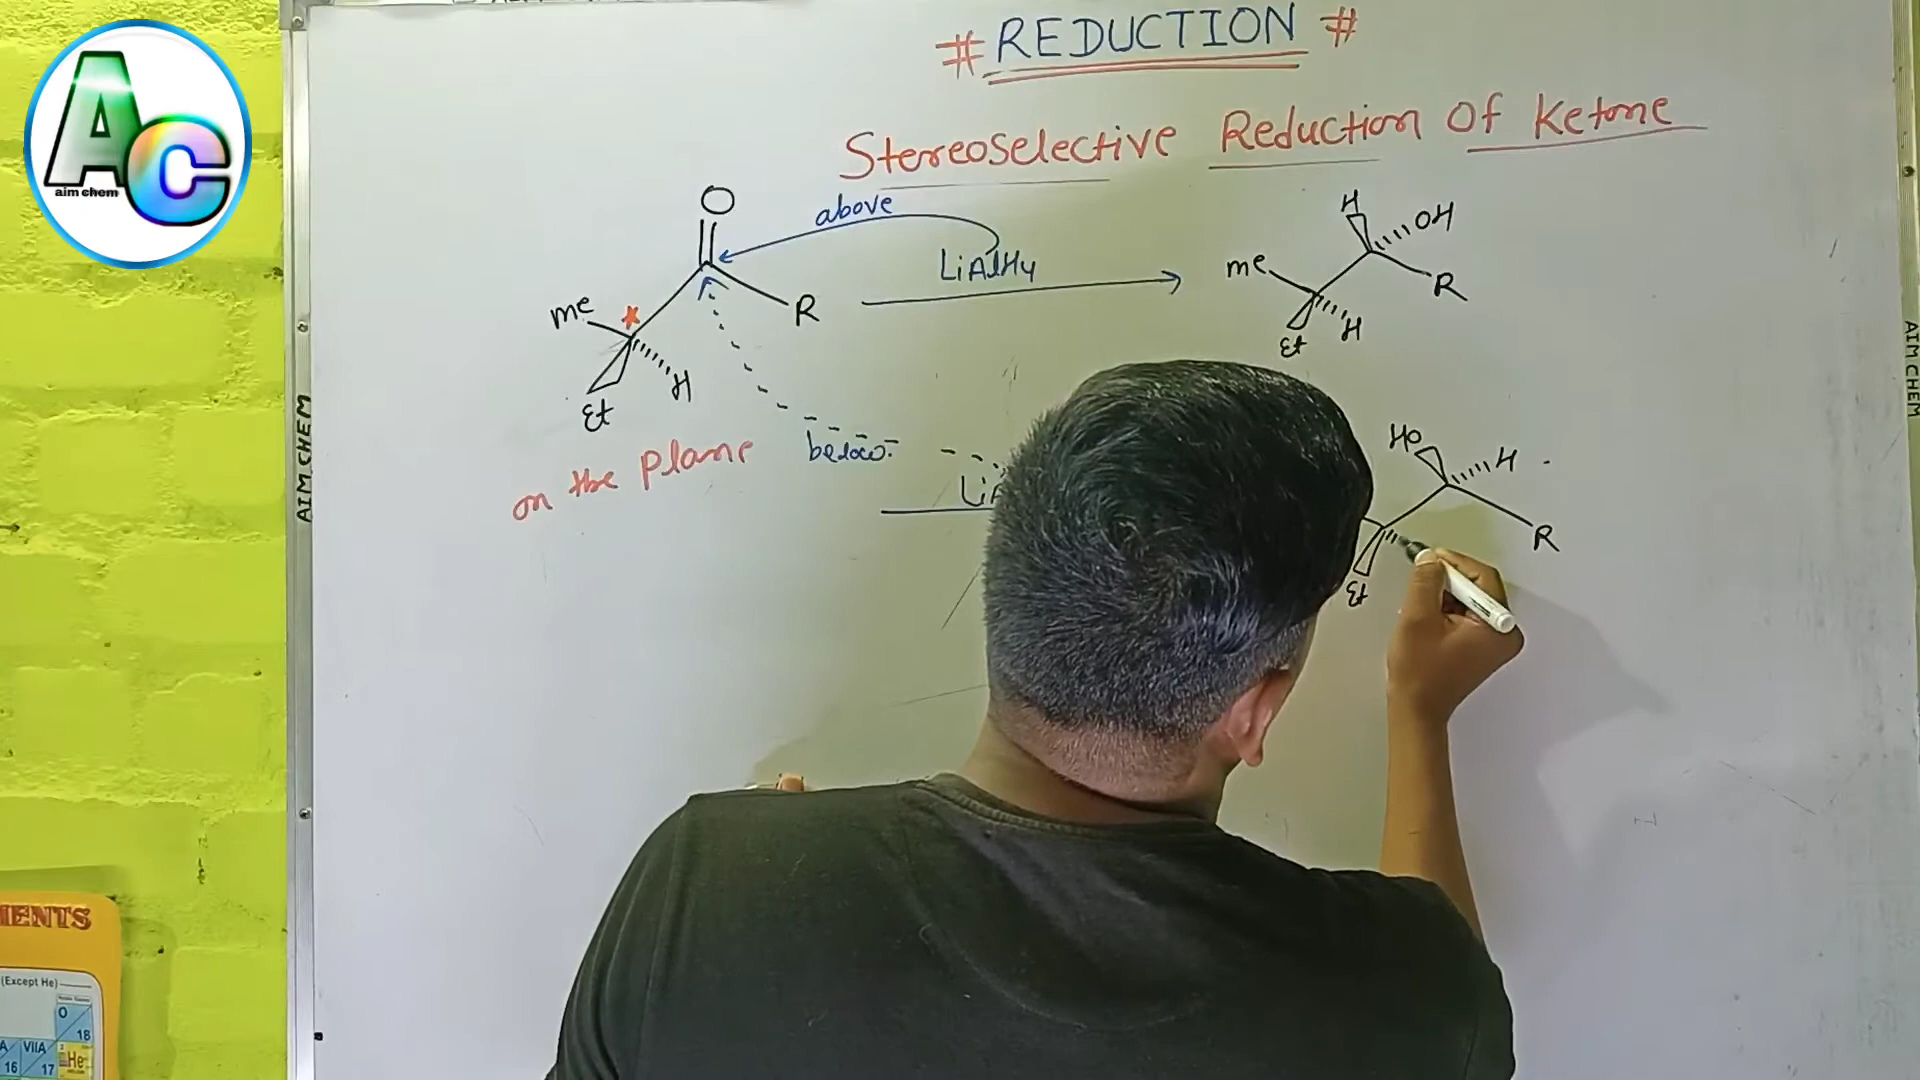 # REDUCTION #
Stereoselective Reduction Of Ketone
AC
aim chem
O
above
LiAlH4
me
R
Et
H
H
OH
me
R
Et
H
on the Plane
below
HO
H
R
Et
AIM CHEM
AIM CHEM
(Except He)
O
18
VIIA
He
16
17